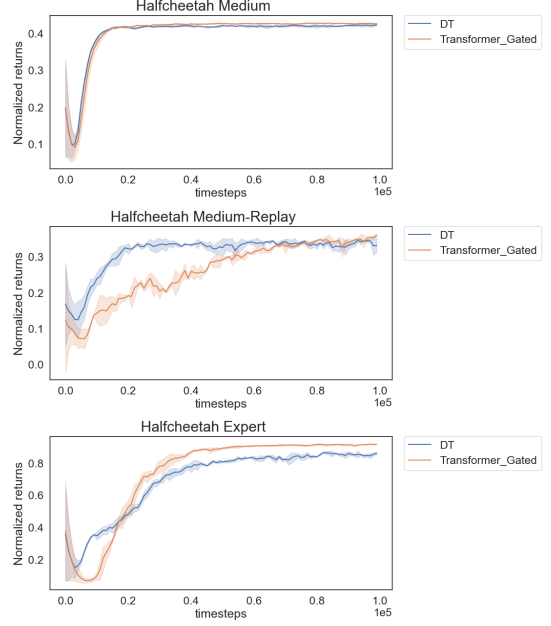 Halfcheetah Medium
Normalized returns
0.4
0.3
0.2
0.1
0.0 0.2 0.4 0.6 0.8 1.0
timesteps
1e5
DT
Transformer_Gated
Halfcheetah Medium-Replay
Normalized returns
0.3
0.2
0.1
0.0
0.0 0.2 0.4 0.6 0.8 1.0
timesteps
1e5
DT
Transformer_Gated
Halfcheetah Expert
Normalized returns
0.8
0.6
0.4
0.2
0.0 0.2 0.4 0.6 0.8 1.0
timesteps
1e5
DT
Transformer_Gated